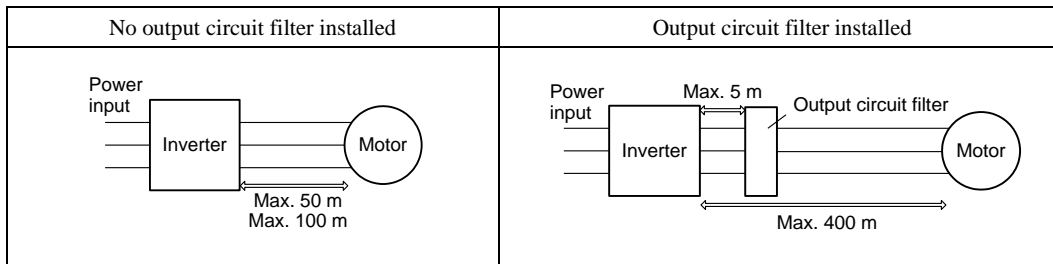 No output circuit filter installed
Output circuit filter installed
Power
input
Inverter
Motor
Max. 50 m
Max. 100 m
Power
input
Max. 5 m
Output circuit filter
Inverter
Motor
Max. 400 m